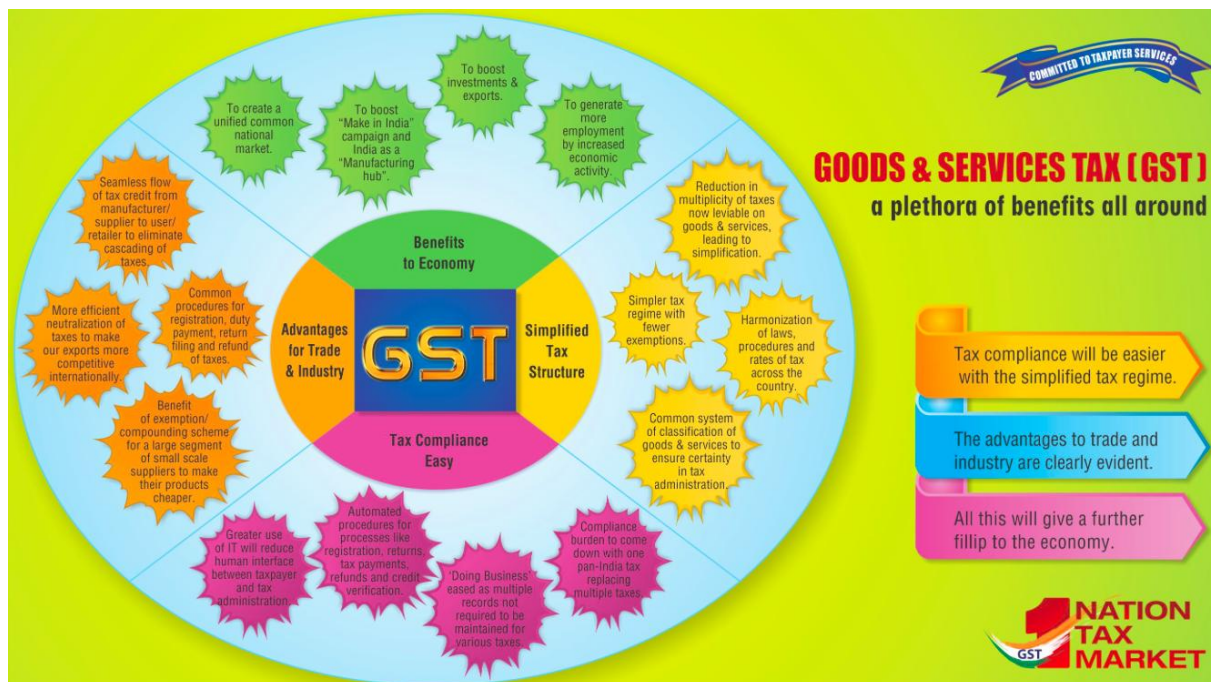 COMMITTED TO TAXPAYER SERVICES
GOODS & SERVICES TAX (GST)
a plethora of benefits all around
To create a
unified common
national
market.
To boost
“Make in India”
campaign and
India as a
“Manufacturing
hub”.
To boost
investments &
exports.
To generate
more
employment
by increased
economic
activity.
Benefits
to Economy
Seamless flow
of tax credit from
manufacturer/
supplier to user/
retailer to eliminate
cascading of
taxes.
More efficient
neutralization of
taxes to make
our exports more
competitive
internationally.
Common
procedures for
registration, duty
payment, return
filing and refund
of taxes.
Benefit
of exemption/
compounding scheme
for a large segment
of small scale
suppliers to make
their products
cheaper.
Advantages
for Trade
& Industry
GST
Simplified
Tax
Structure
Reduction in
multiplicity of taxes
now leviable on
goods & services,
leading to
simplification.
Simpler tax
regime with
fewer
exemptions.
Harmonization
of laws,
procedures and
rates of tax
across the
country.
Common system
of classification of
goods & services to
ensure certainty
in tax
administration.
Tax Compliance
Easy
Greater use
of IT will reduce
human interface
between taxpayer
and tax
administration.
Automated
procedures for
processes like
registration, returns,
tax payments,
refunds and credit
verification.
‘Doing Business’
eased as multiple
records not
required to be
maintained for
various taxes.
Compliance
burden to come
down with one
pan-India tax
replacing
multiple taxes.
Tax compliance will be easier
with the simplified tax regime.
The advantages to trade and
industry are clearly evident.
All this will give a further
fillip to the economy.
GST
1 NATION
TAX
MARKET